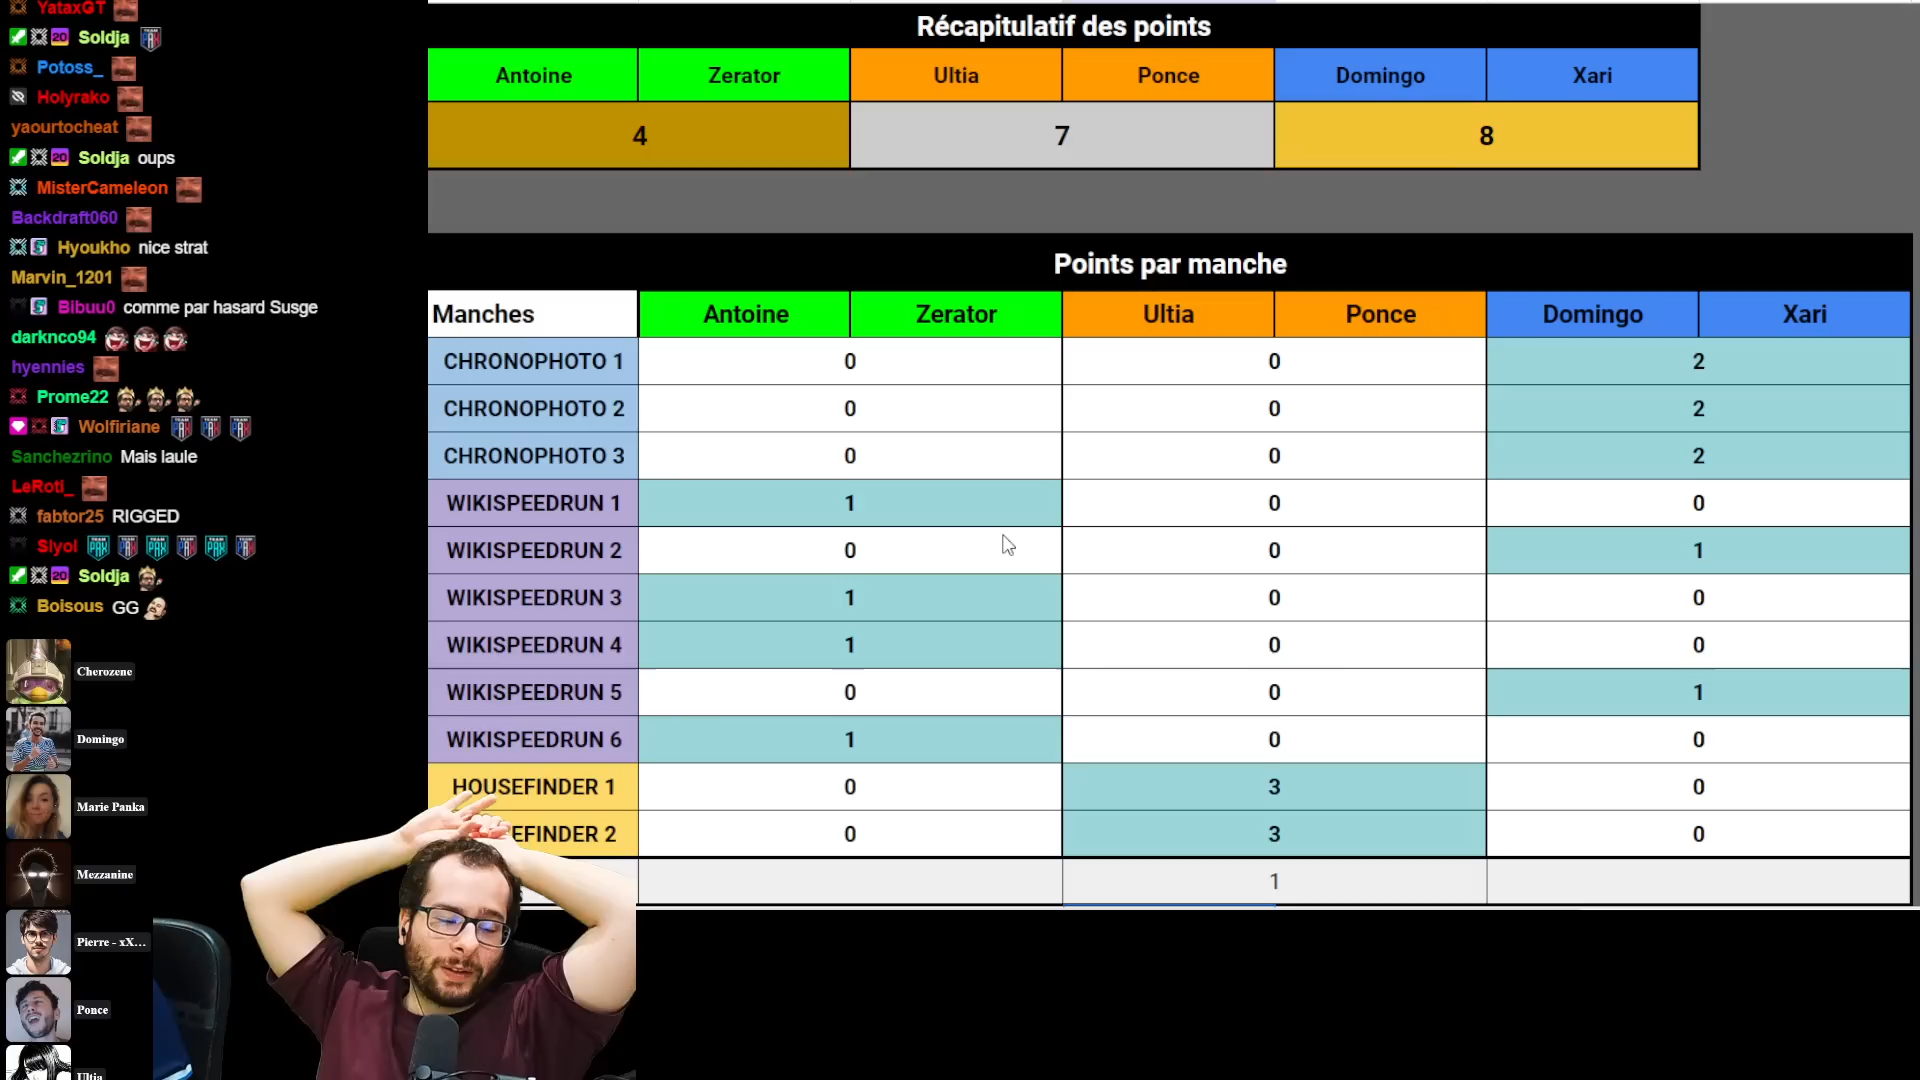 YataxGT
20 Soldja
Potoss_
Holyrako
yaourtocheat
20 Soldja oups
MisterCameleon
Backdraft060
Hyoukho nice strat
Marvin_1201
Bibuu0 comme par hasard Susge
darknco94
hyennies
Prome22
Wolfiriane
Sanchezrino Mais laule
LeRoti_
fabtor25 RIGGED
Slyol
20 Soldja
Boisous GG
Cherozene
Domingo
Marie Panka
Mezzanine
Pierre - xX...
Ponce
Ultia
Récapitulatif des points
Antoine Zerator Ultia Ponce Domingo Xari
4 7 8
Points par manche
Manches Antoine Zerator Ultia Ponce Domingo Xari
CHRONOPHOTO 1 0 0 2
CHRONOPHOTO 2 0 0 2
CHRONOPHOTO 3 0 0 2
WIKISPEEDRUN 1 1 0 0
WIKISPEEDRUN 2 0 0 1
WIKISPEEDRUN 3 1 0 0
WIKISPEEDRUN 4 1 0 0
WIKISPEEDRUN 5 0 0 1
WIKISPEEDRUN 6 1 0 0
HOUSEFINDER 1 0 3 0
EFINDER 2 0 3 0
1